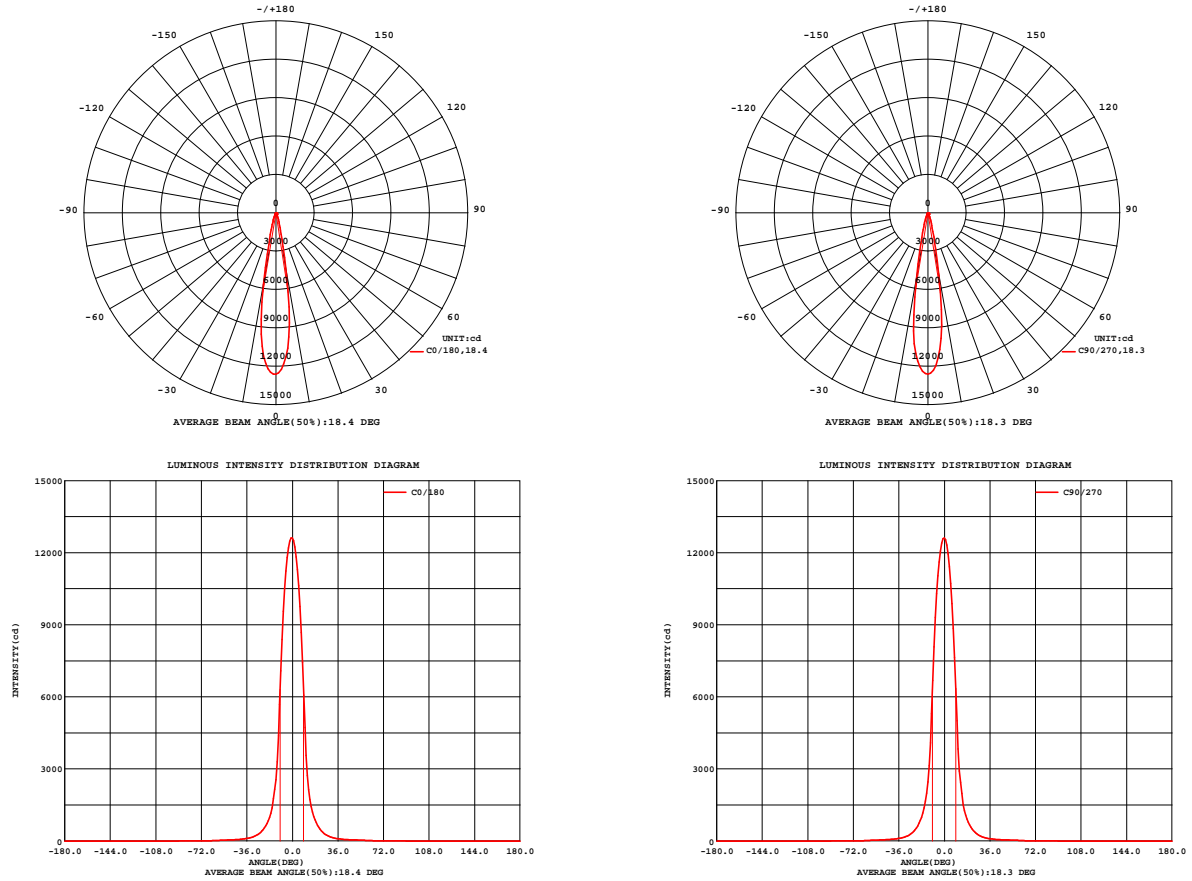 -/+180
-150
150
-120
120
-90
90
-60
60
-30
30
0
0
3000
6000
9000
12000
15000
UNIT:cd
C0/180,18.4
AVERAGE BEAM ANGLE(50%):18.4 DEG
-/+180
-150
150
-120
120
-90
90
-60
60
-30
30
0
0
3000
6000
9000
12000
15000
UNIT:cd
C90/270,18.3
AVERAGE BEAM ANGLE(50%):18.3 DEG
LUMINOUS INTENSITY DISTRIBUTION DIAGRAM
C0/180
INTENSITY(cd)
15000
12000
9000
6000
3000
0
-180.0 -144.0 -108.0 -72.0 -36.0 0.0 36.0 72.0 108.0 144.0 180.0
ANGLE(DEG)
AVERAGE BEAM ANGLE(50%):18.4 DEG
LUMINOUS INTENSITY DISTRIBUTION DIAGRAM
C90/270
INTENSITY(cd)
15000
12000
9000
6000
3000
0
-180.0 -144.0 -108.0 -72.0 -36.0 0.0 36.0 72.0 108.0 144.0 180.0
ANGLE(DEG)
AVERAGE BEAM ANGLE(50%):18.3 DEG